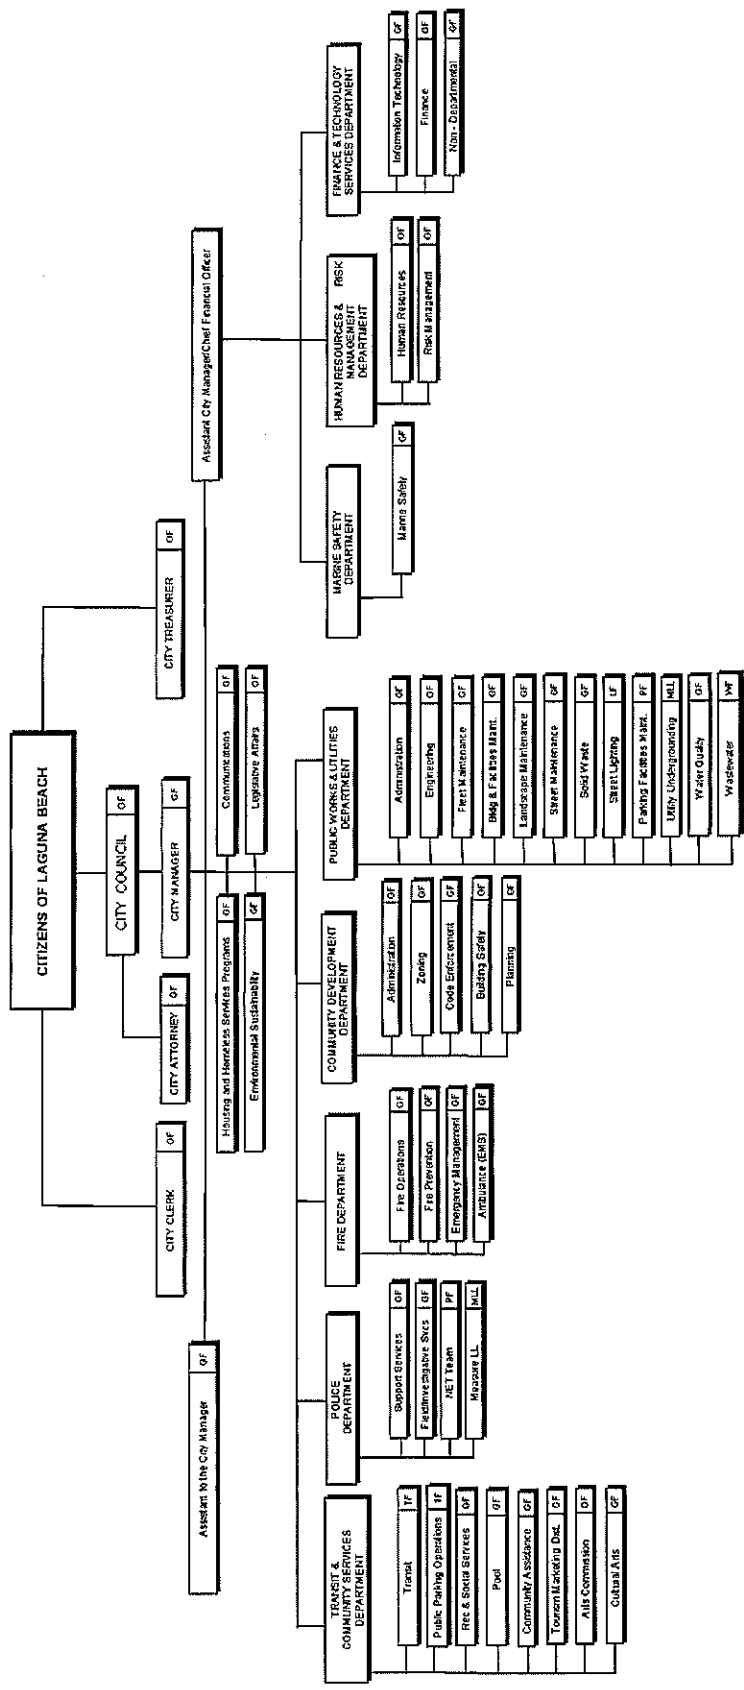 CITIZENS OF LAGUNA BEACH
CITY CLERK GF
CITY COUNCIL GF
CITY TREASURER GF
CITY ATTORNEY GF
CITY MANAGER GF
Assistant to the City Manager GF
Assistant City Manager/Chief Financial Officer
Housing and Homeless Services Programs GF
Communications GF
Environmental Sustainability GF
Legislative Affairs GF
TRANSIT &
COMMUNITY SERVICES
DEPARTMENT
Transit TF
Public Parking Operations TF
Rec & Social Services GF
Pool GF
Community Assistance GF
Tourism Marketing Dist. GF
Arts Commission GF
Cultural Arts GF
POLICE
DEPARTMENT
Support Services GF
Field/Investigative Svcs GF
NET Team PF
Measure LL MLL
FIRE DEPARTMENT
Fire Operations GF
Fire Prevention GF
Emergency Management GF
Ambulance (EMS) GF
COMMUNITY DEVELOPMENT
DEPARTMENT
Administration GF
Zoning GF
Code Enforcement GF
Building Safety GF
Planning GF
PUBLIC WORKS & UTILITIES
DEPARTMENT
Administration GF
Engineering GF
Fleet Maintenance GF
Bldg & Facilities Maint. GF
Landscape Maintenance GF
Street Maintenance GF
Solid Waste GF
Street Lighting LF
Parking Facilities Maint. PF
Utility Undergrounding MLL
Water Quality GF
Wastewater WF
MARINE SAFETY
DEPARTMENT
Marine Safety GF
HUMAN RESOURCES & RISK
MANAGEMENT
DEPARTMENT
Human Resources GF
Risk Management GF
FINANCE & TECHNOLOGY
SERVICES DEPARTMENT
Information Technology GF
Finance GF
Non - Departmental GF